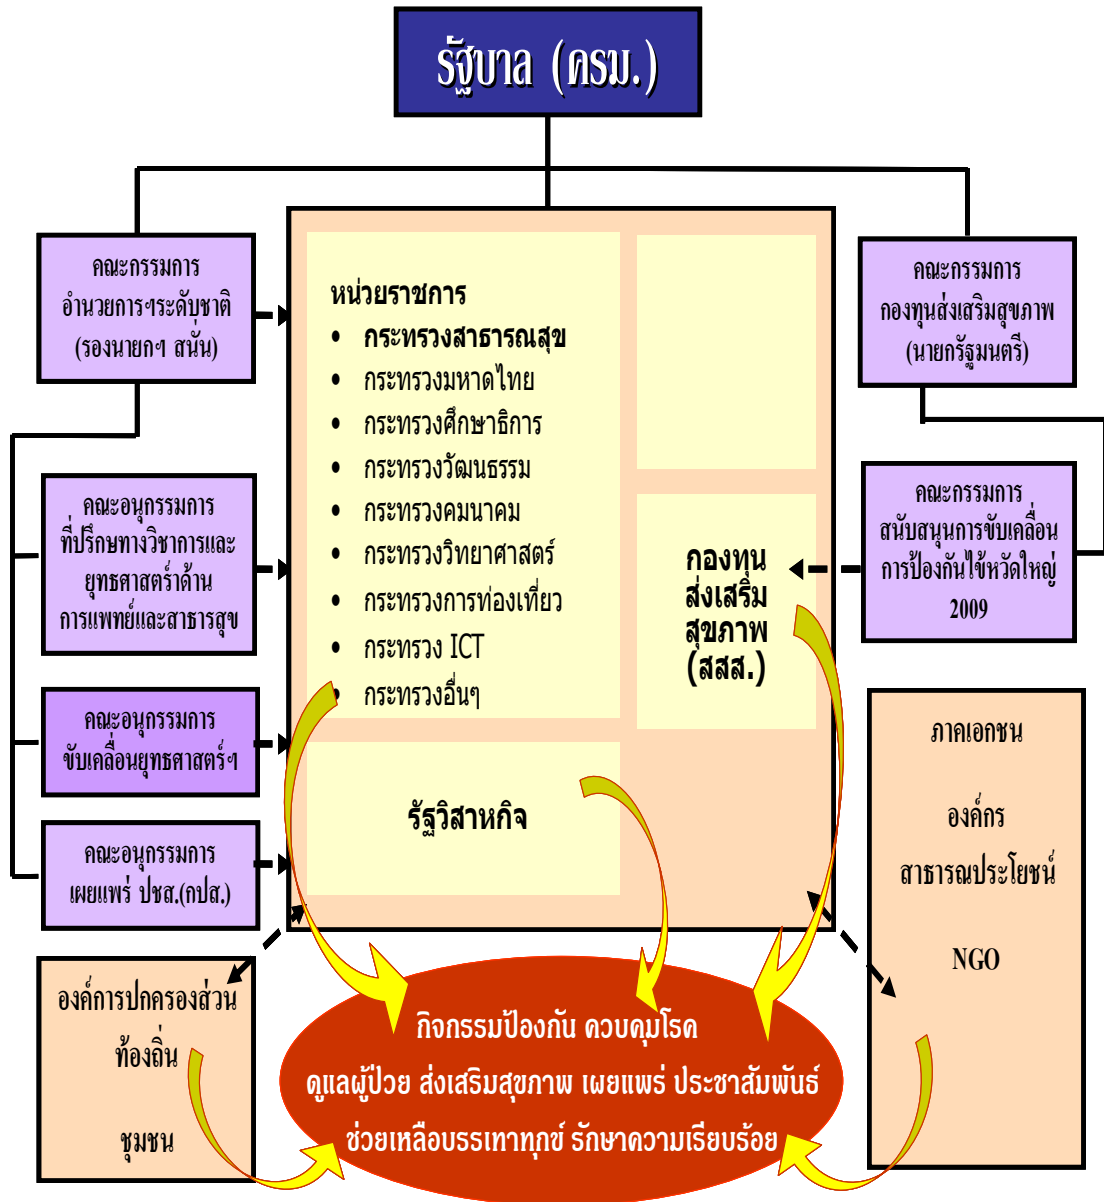 รัฐบาล (ครม.)
คณะกรรมการ
อำนวยการฯระดับชาติ
(รองนายกฯ สนั่น)
คณะอนุกรรมการ
ที่ปรึกษทางวิชาการและ
ยุทธศาสตร์าด้าน
การแพทย์และสาธารสุข
คณะอนุกรรมการ
ขับเคลื่อนยุทธศาสตร์ฯ
คณะอนุกรรมการ
เผยแพร่ ปชส.(กปส.)
องค์การปกครองส่วน
ท้องถิ่น
ชุมชน
หน่วยราชการ
• กระทรวงสาธารณสุข
• กระทรวงมหาดไทย
• กระทรวงศึกษาธิการ
• กระทรวงวัฒนธรรม
• กระทรวงคมนาคม
• กระทรวงวิทยาศาสตร์
• กระทรวงการท่องเที่ยว
• กระทรวง ICT
• กระทรวงอื่นๆ
รัฐวิสาหกิจ
กองทุน
ส่งเสริม
สุขภาพ
(สสส.)
คณะกรรมการ
กองทุนส่งเสริมสุขภาพ
(นายกรัฐมนตรี)
คณะกรรมการ
สนับสนุนการขับเคลื่อน
การป้องกันไข้หวัดใหญ่
2009
ภาคเอกชน
องค์กร
สาธารณประโยชน์
NGO
กิจกรรมป้องกัน ควบคุมโรค
ดูแลผู้ป่วย ส่งเสริมสุขภาพ เผยแพร่ ประชาสัมพันธ์
ช่วยเหลือบรรเทาทุกข์ รักษาความเรียบร้อย